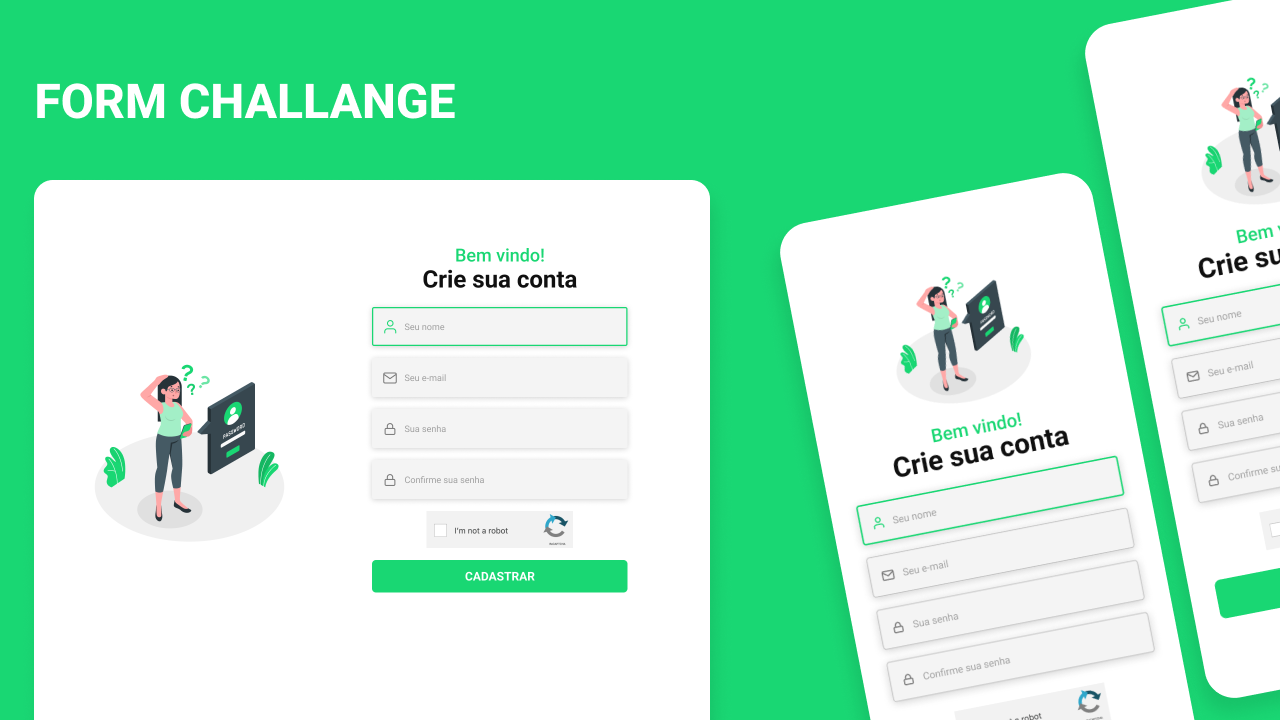 FORM CHALLANGE
Bem vindo!
Crie sua conta
Seu nome
Seu e-mail
Sua senha
Confirme sua senha
I'm not a robot
reCAPTCHA
CADASTRAR
? ? ?
PASSWORD
? ? ?
Bem vindo!
Crie sua conta
Seu nome
Seu e-mail
Sua senha
Confirme sua senha
a robot
? ? ?
Bem
Crie su
Seu nome
Seu e-mail
Sua senha
Confirme su